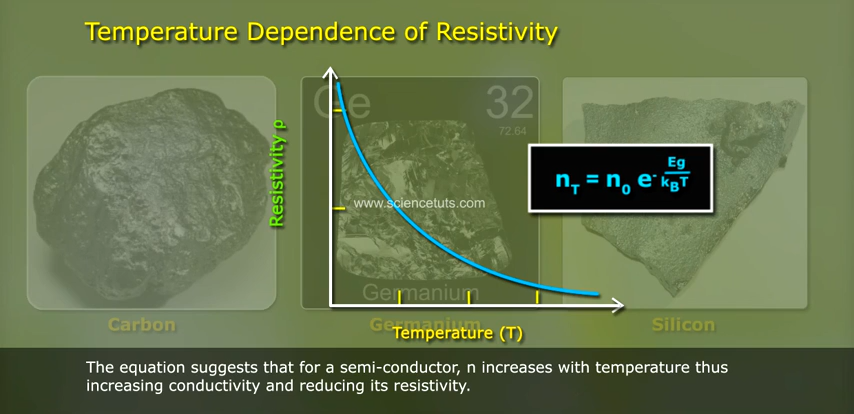 Temperature Dependence of Resistivity
Ge
32
72.64
Resistivity ρ
www.sciencetuts.com
n_T = n_0 e^-Eg/k_BT
Germanium
Carbon
Germanium
Silicon
Temperature (T)
The equation suggests that for a semi-conductor, n increases with temperature thus
increasing conductivity and reducing its resistivity.